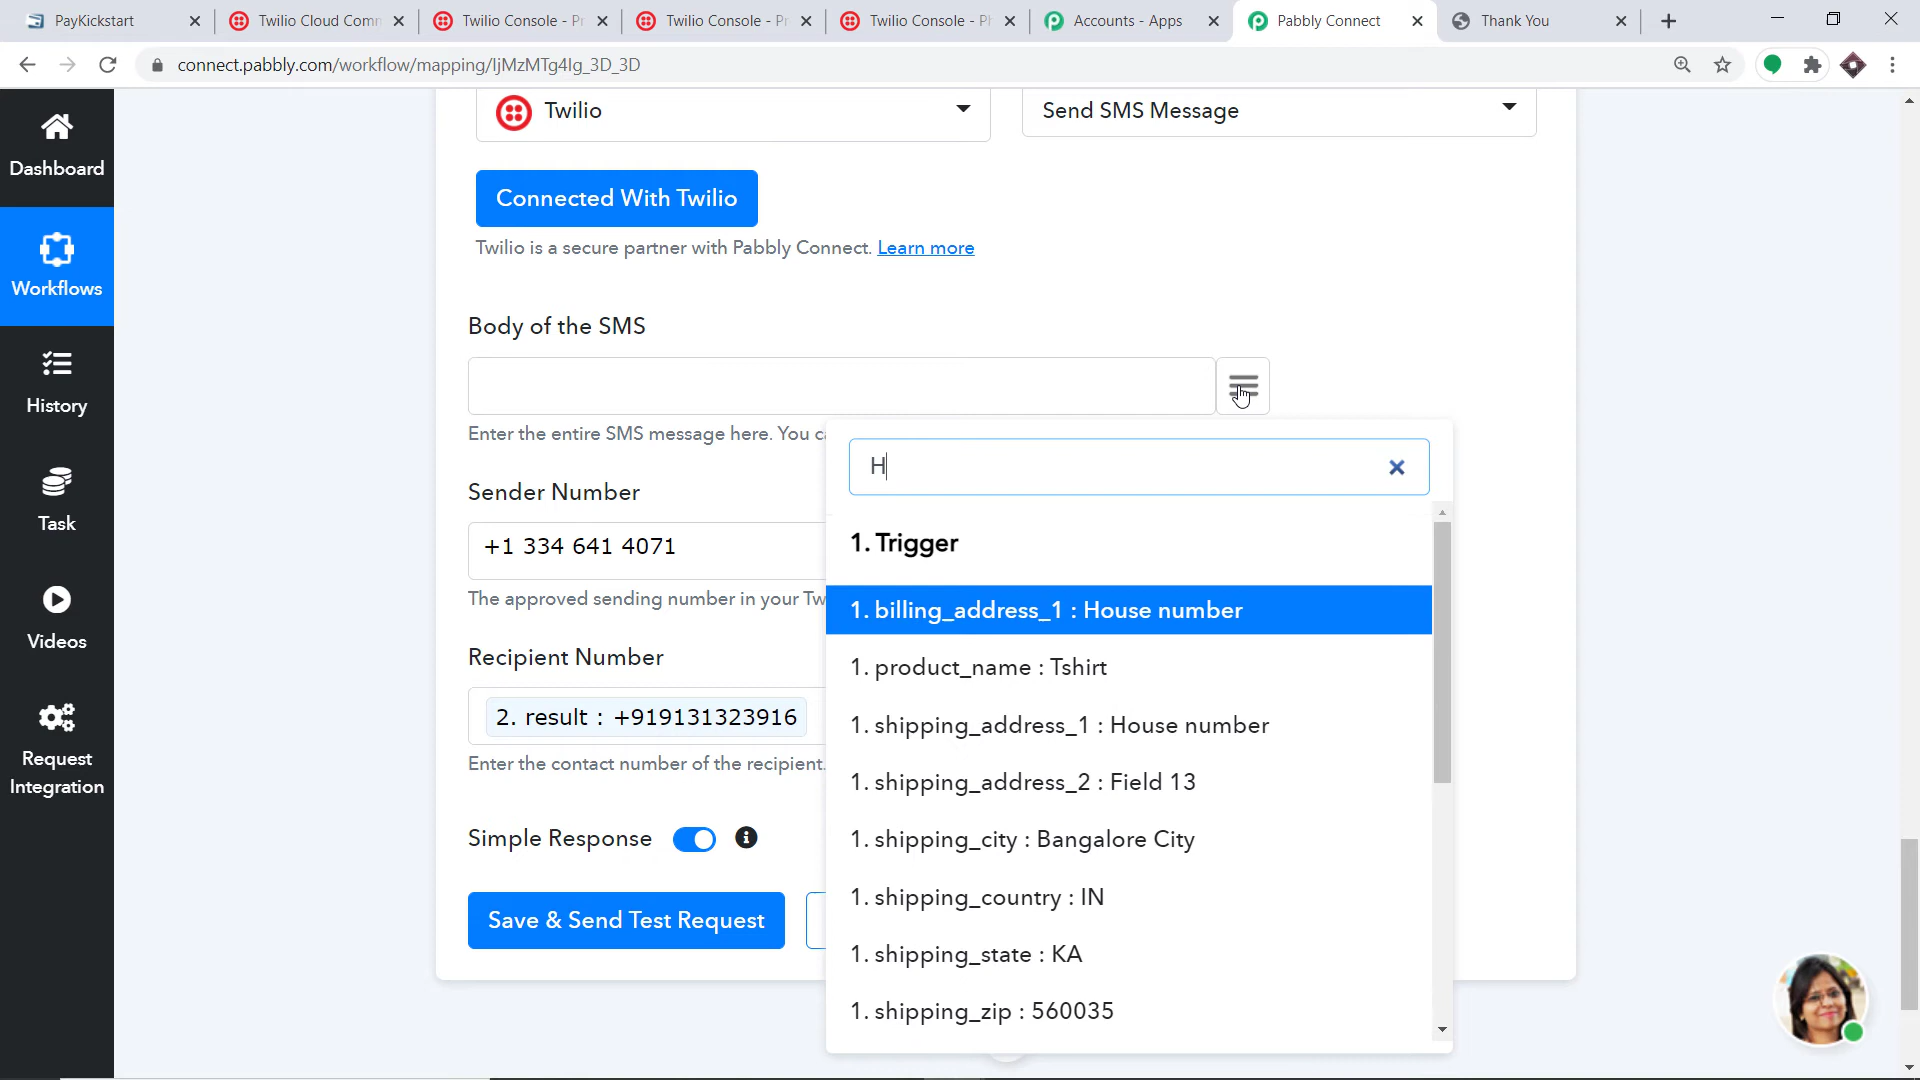 PayKickstart
Twilio Cloud Comm
Twilio Console - Pr
Twilio Console - Pr
Twilio Console - Ph
Accounts - Apps
Pabbly Connect
Thank You
connect.pabbly.com/workflow/mapping/IjMzMTg4Ig_3D_3D
Dashboard
Workflows
History
Task
Videos
Request
Integration
Twilio
Send SMS Message
Connected With Twilio
Twilio is a secure partner with Pabbly Connect. Learn more
Body of the SMS
Enter the entire SMS message here. You ca
H
Sender Number
+1 334 641 4071
The approved sending number in your Tw
Recipient Number
2. result : +919131323916
Enter the contact number of the recipient.
Simple Response
Save & Send Test Request
1. Trigger
1. billing_address_1 : House number
1. product_name : Tshirt
1. shipping_address_1 : House number
1. shipping_address_2 : Field 13
1. shipping_city : Bangalore City
1. shipping_country : IN
1. shipping_state : KA
1. shipping_zip : 560035